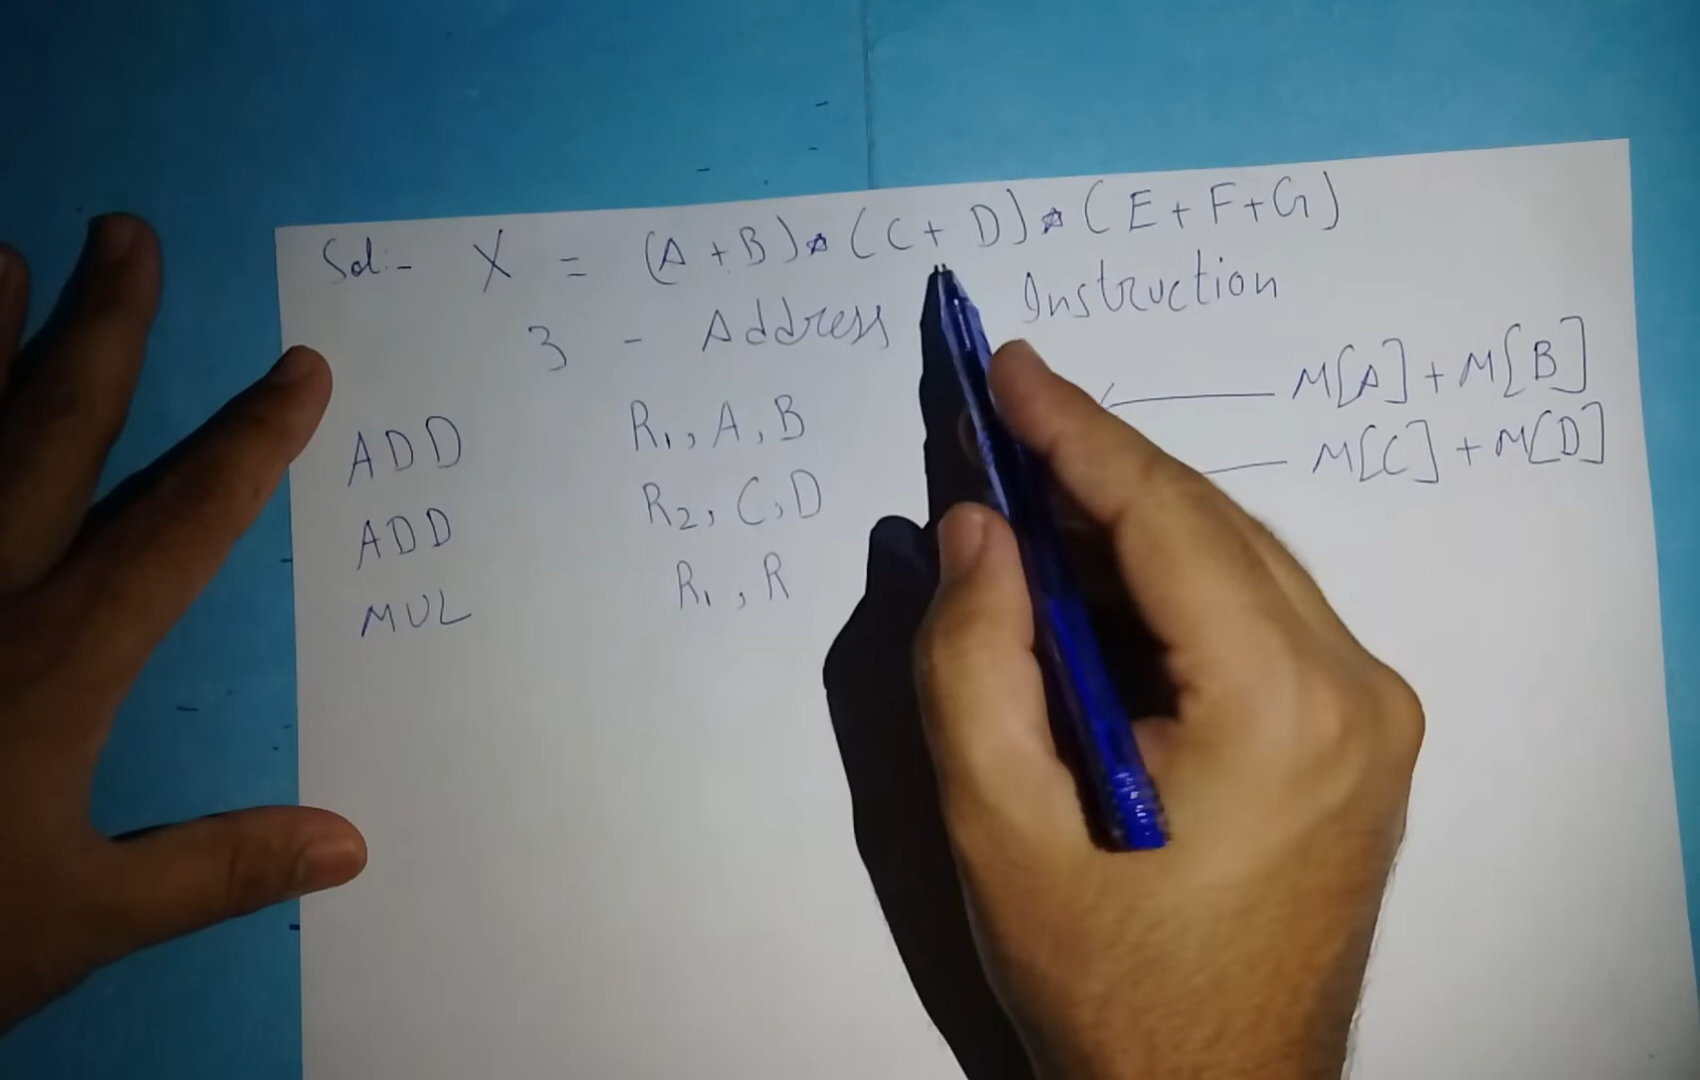 Sol:- X = (A + B) * (C + D) * (E + F + G)
3 - Address Instruction
ADD R1, A, B ← M[A] + M[B]
ADD R2, C, D M[C] + M[D]
MUL R1, R